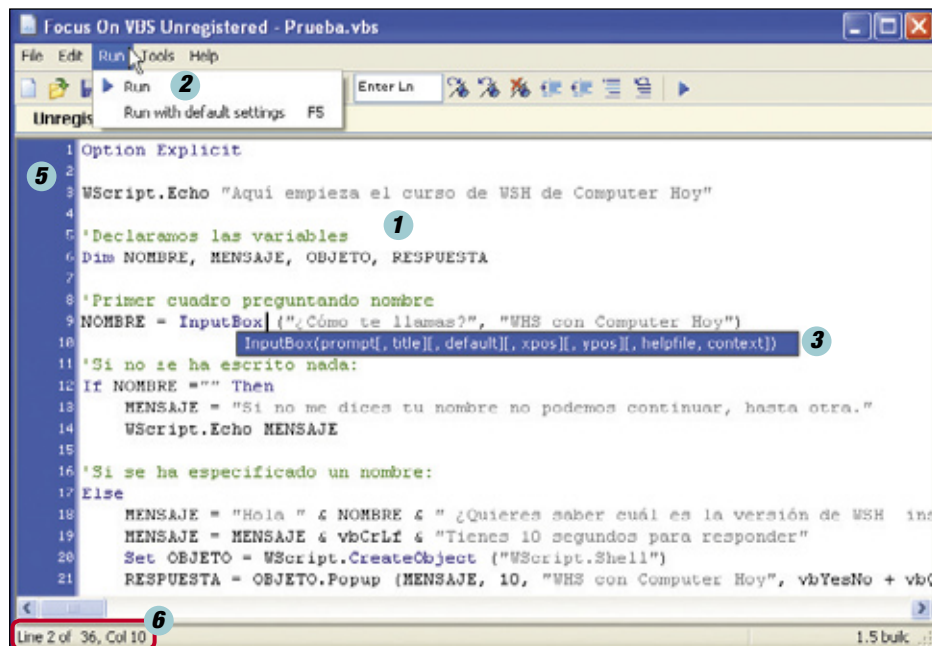 Focus On VBS Unregistered - Prueba.vbs
File Edit Run Tools Help
Run 2
Enter Ln
Run with default settings F5
Unregis
1 Option Explicit
5
2
3 WScript.Echo "Aquí empieza el curso de WSH de Computer Hoy"
4
1
5 'Declaramos las variables
6 Dim NOMBRE, MENSAJE, OBJETO, RESPUESTA
7
8 'Primer cuadro preguntando nombre
9 NOMBRE = InputBox ("¿Cómo te llamas?", "WHS con Computer Hoy")
10 InputBox(prompt[, title][, default][, xpos][, ypos][, helpfile, context]) 3
11 'Si no se ha escrito nada:
12 If NOMBRE ="" Then
13 MENSAJE = "Si no me dices tu nombre no podemos continuar, hasta otra."
14 WScript.Echo MENSAJE
15
16 'Si se ha especificado un nombre:
17 Else
18 MENSAJE = "Hola " & NOMBRE & " ¿Quieres saber cuál es la versión de WSH ins
19 MENSAJE = MENSAJE & vbCrLf & "Tienes 10 segundos para responder"
20 Set OBJETO = WScript.CreateObject ("WScript.Shell")
21 RESPUESTA = OBJETO.Popup (MENSAJE, 10, "WHS con Computer Hoy", vbYesNo + vbQ
6
Line 2 of 36, Col 10
1.5